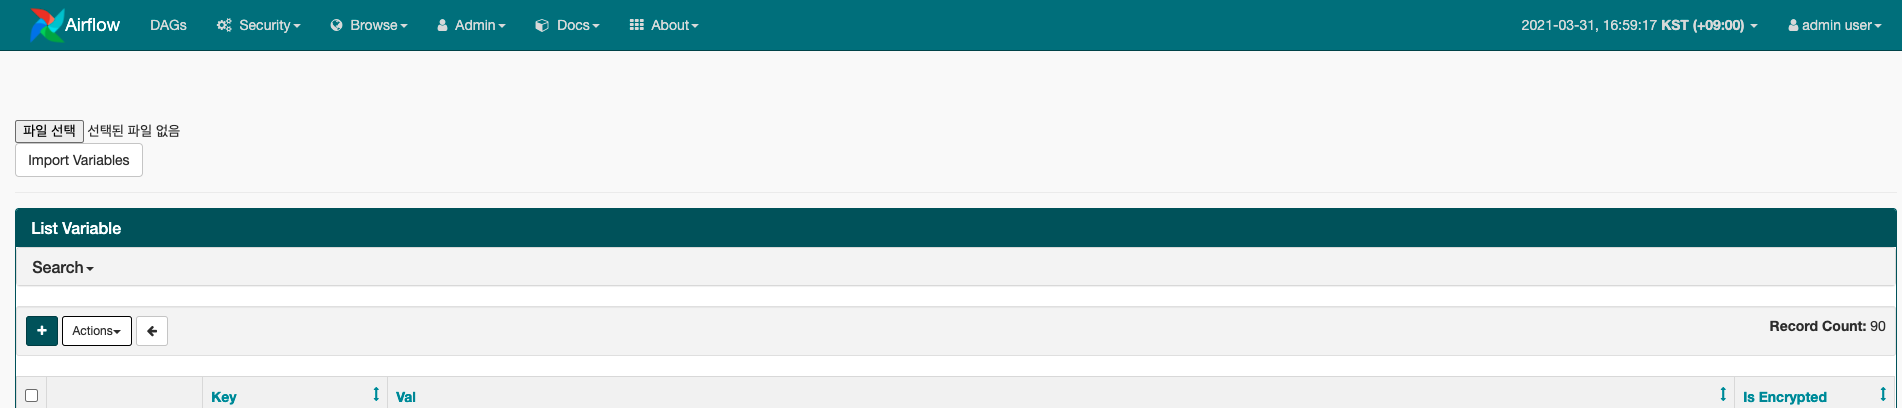 Airflow DAGs Security Browse Admin Docs About 2021-03-31, 16:59:17 KST (+09:00) admin user
파일 선택 선택된 파일 없음
Import Variables
List Variable
Search
+ Actions Record Count: 90
Key Val Is Encrypted